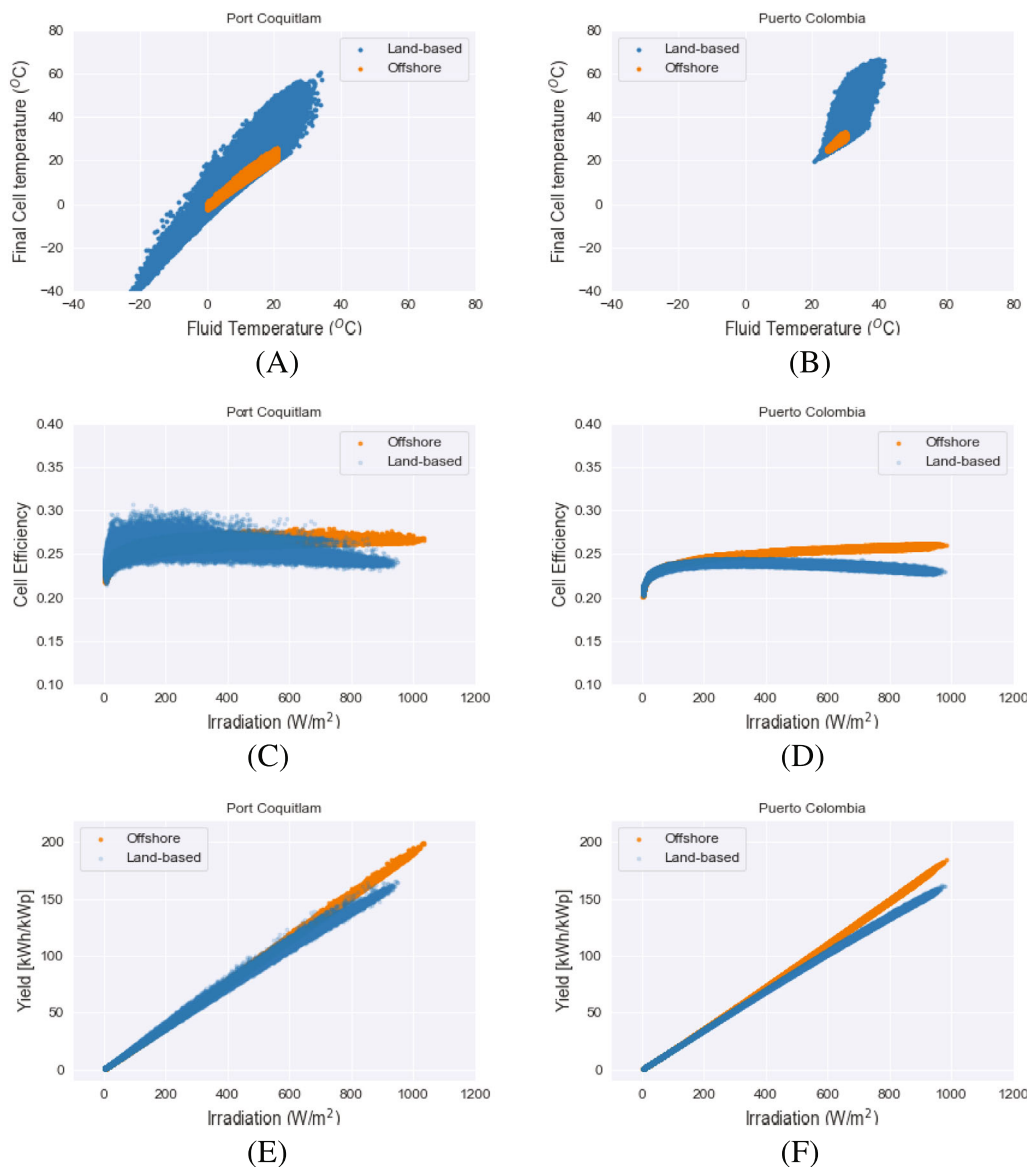 Port Coquitlam
Final Cell temperature (°C)
80
60
40
20
0
−20
−40
Land-based
Offshore
−40 −20 0 20 40 60 80
Fluid Temperature (°C)
(A)
Puerto Colombia
Final Cell temperature (°C)
80
60
40
20
0
−20
−40
Land-based
Offshore
−40 −20 0 20 40 60 80
Fluid Temperature (°C)
(B)
Port Coquitlam
Cell Efficiency
0.40
0.35
0.30
0.25
0.20
0.15
0.10
Offshore
Land-based
0 200 400 600 800 1000 1200
Irradiation (W/m²)
(C)
Puerto Colombia
Cell Efficiency
0.40
0.35
0.30
0.25
0.20
0.15
0.10
Offshore
Land-based
0 200 400 600 800 1000 1200
Irradiation (W/m²)
(D)
Port Coquitlam
Yield [kWh/kWp]
200
150
100
50
0
Offshore
Land-based
0 200 400 600 800 1000 1200
Irradiation (W/m²)
(E)
Puerto Colombia
Yield [kWh/kWp]
200
150
100
50
0
Offshore
Land-based
0 200 400 600 800 1000 1200
Irradiation (W/m²)
(F)